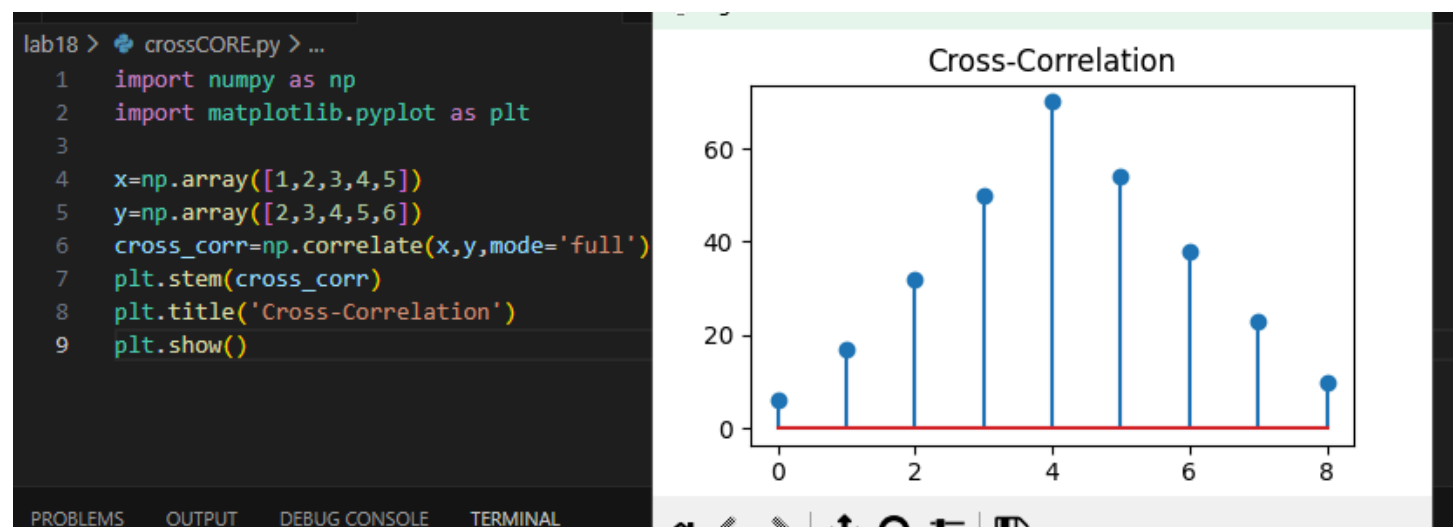 lab18 > crossCORE.py > ...
1 import numpy as np
2 import matplotlib.pyplot as plt
3
4 x=np.array([1,2,3,4,5])
5 y=np.array([2,3,4,5,6])
6 cross_corr=np.correlate(x,y,mode='full')
7 plt.stem(cross_corr)
8 plt.title('Cross-Correlation')
9 plt.show()
PROBLEMS OUTPUT DEBUG CONSOLE TERMINAL
Cross-Correlation
60
40
20
0
0 2 4 6 8